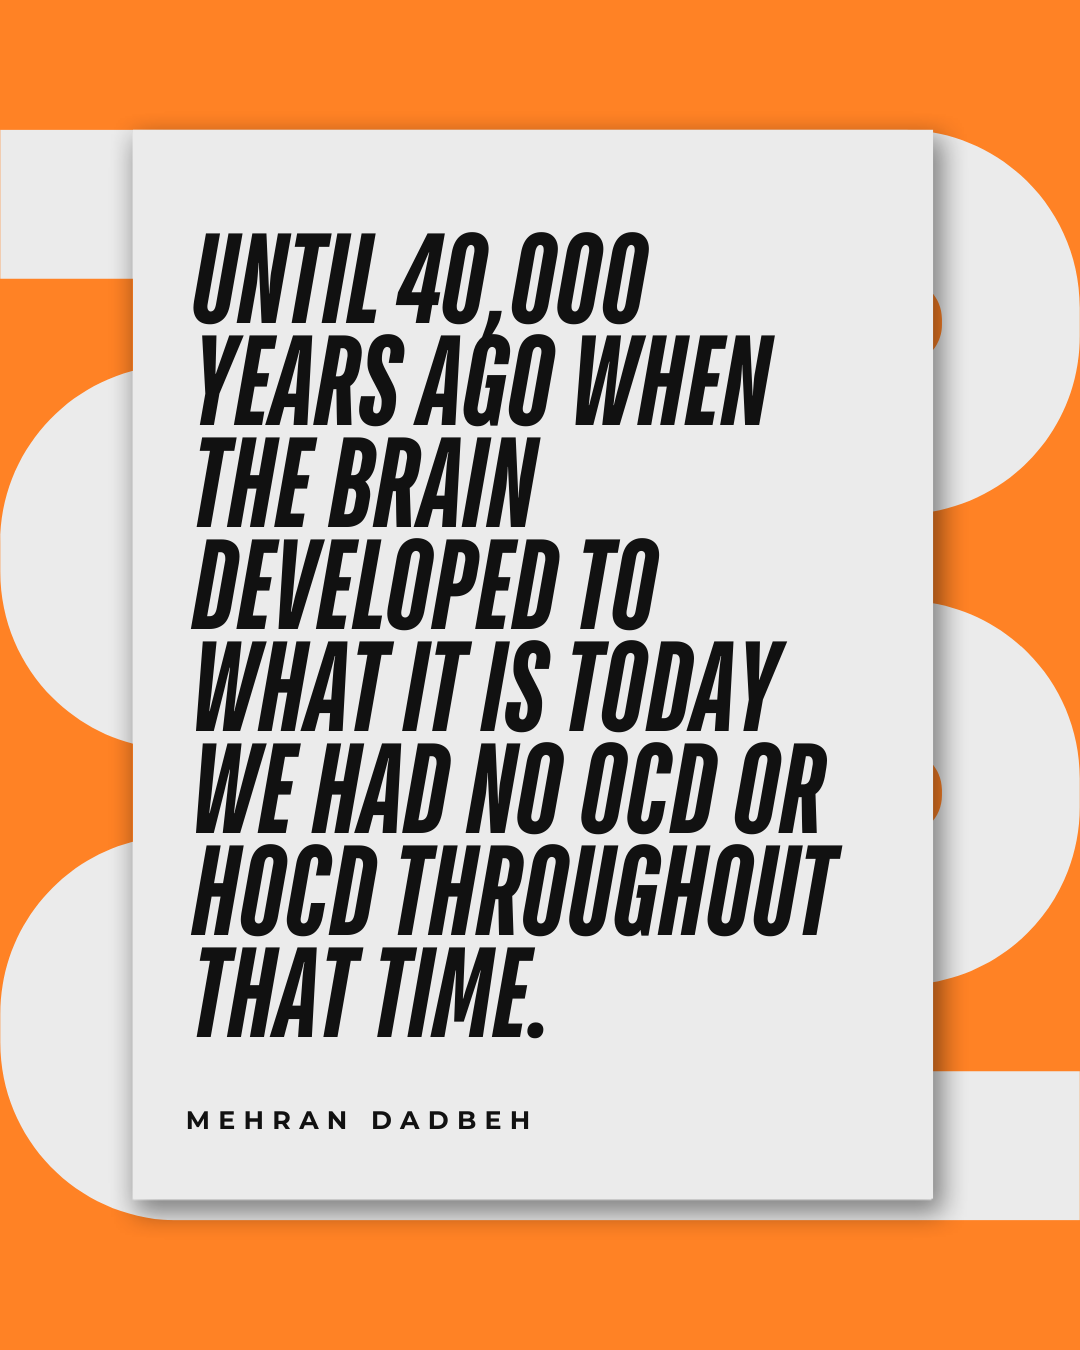 UNTIL 40,000
YEARS AGO WHEN
THE BRAIN
DEVELOPED TO
WHAT IT IS TODAY
WE HAD NO OCD OR
HOCD THROUGHOUT
THAT TIME.
MEHRAN DADBEH